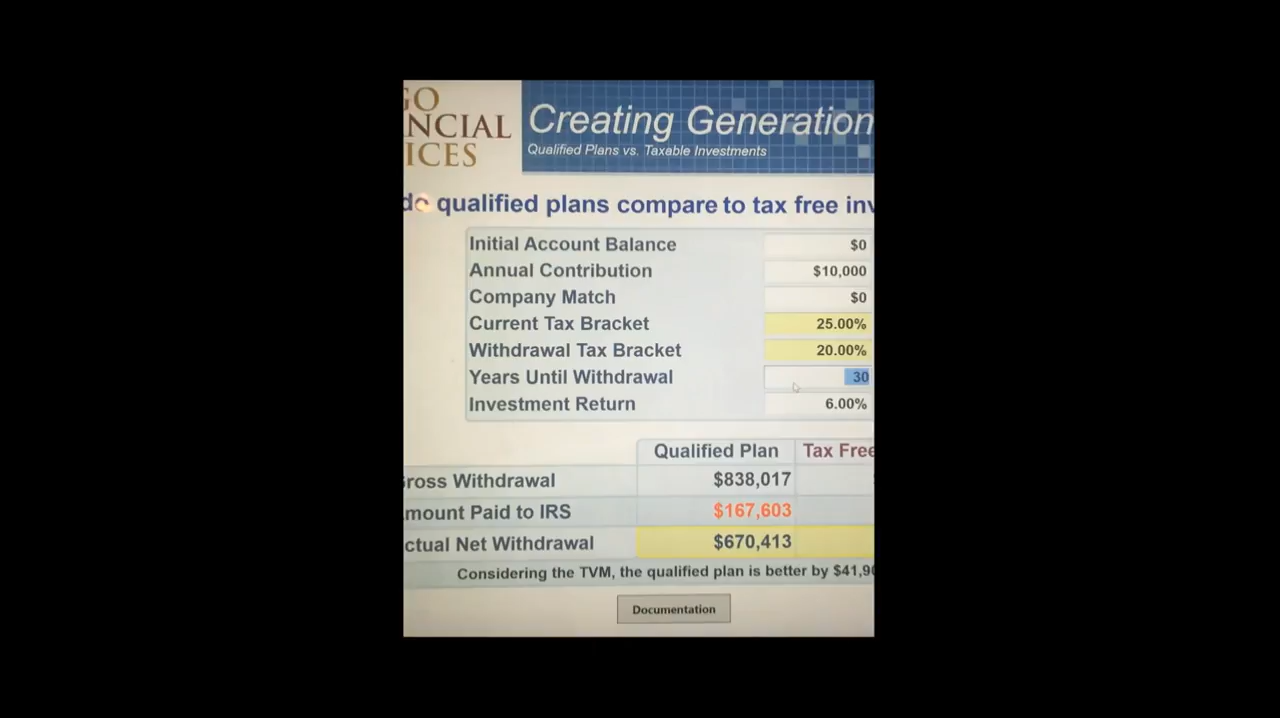 GO
NCIAL
ICES
Creating Generation
Qualified Plans vs. Taxable Investments
do qualified plans compare to tax free inv
Initial Account Balance $0
Annual Contribution $10,000
Company Match $0
Current Tax Bracket 25.00%
Withdrawal Tax Bracket 20.00%
Years Until Withdrawal 30
Investment Return 6.00%
Qualified Plan Tax Free
ross Withdrawal $838,017
mount Paid to IRS $167,603
ctual Net Withdrawal $670,413
Considering the TVM, the qualified plan is better by $41,90
Documentation